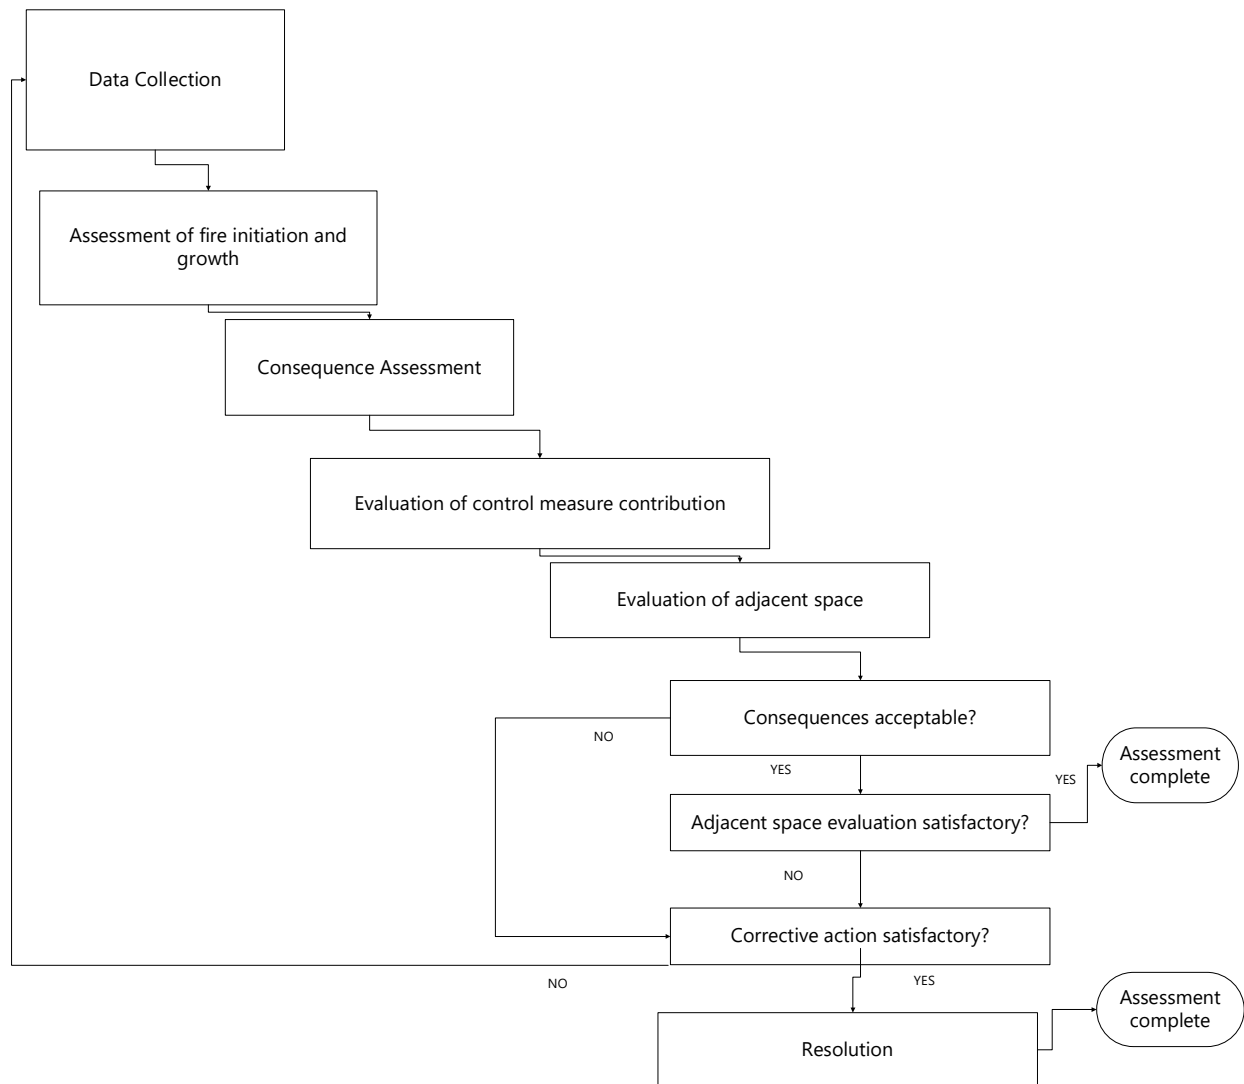 Data Collection
Assessment of fire initiation and
growth
Consequence Assessment
Evaluation of control measure contribution
Evaluation of adjacent space
Consequences acceptable?
NO
YES
YES
Assessment
complete
Adjacent space evaluation satisfactory?
NO
Corrective action satisfactory?
NO
YES
Assessment
complete
Resolution